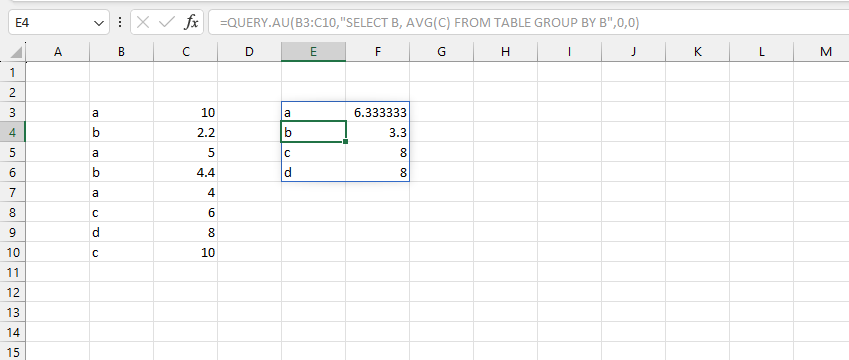 E4 fx =QUERY.AU(B3:C10,"SELECT B, AVG(C) FROM TABLE GROUP BY B",0,0)
A B C D E F G H I J K L M
1
2
3 a 10 a 6.333333
4 b 2.2 b 3.3
5 a 5 c 8
6 b 4.4 d 8
7 a 4
8 c 6
9 d 8
10 c 10
11
12
13
14
15